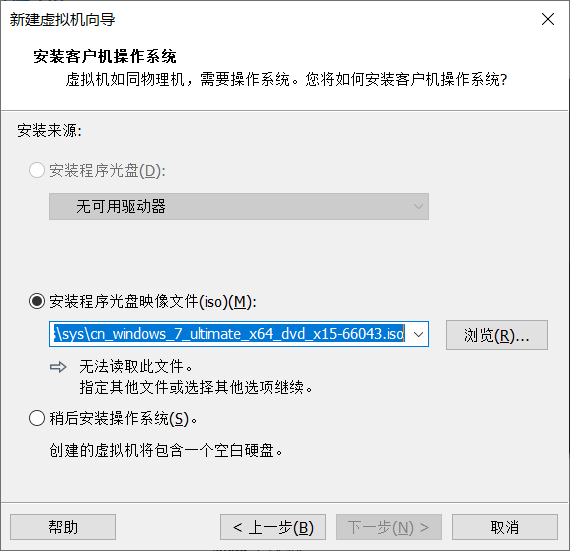 新建虚拟机向导
安装客户机操作系统
虚拟机如同物理机，需要操作系统。您将如何安装客户机操作系统?
安装来源:
安装程序光盘(D):
无可用驱动器
安装程序光盘映像文件(iso)(M):
:\sys\cn_windows_7_ultimate_x64_dvd_x15-66043.iso
浏览(R)...
无法读取此文件。
指定其他文件或选择其他选项继续。
稍后安装操作系统(S)。
创建的虚拟机将包含一个空白硬盘。
帮助
< 上一步(B)
下一步(N) >
取消